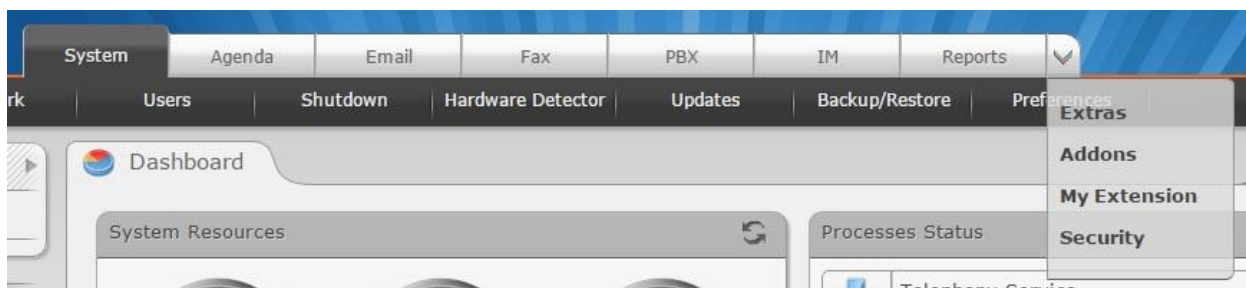 System Agenda Email Fax PBX IM Reports
rk Users Shutdown Hardware Detector Updates Backup/Restore Preferences
Extras
Addons
My Extension
Security
Dashboard
System Resources
Processes Status
Telephony Service